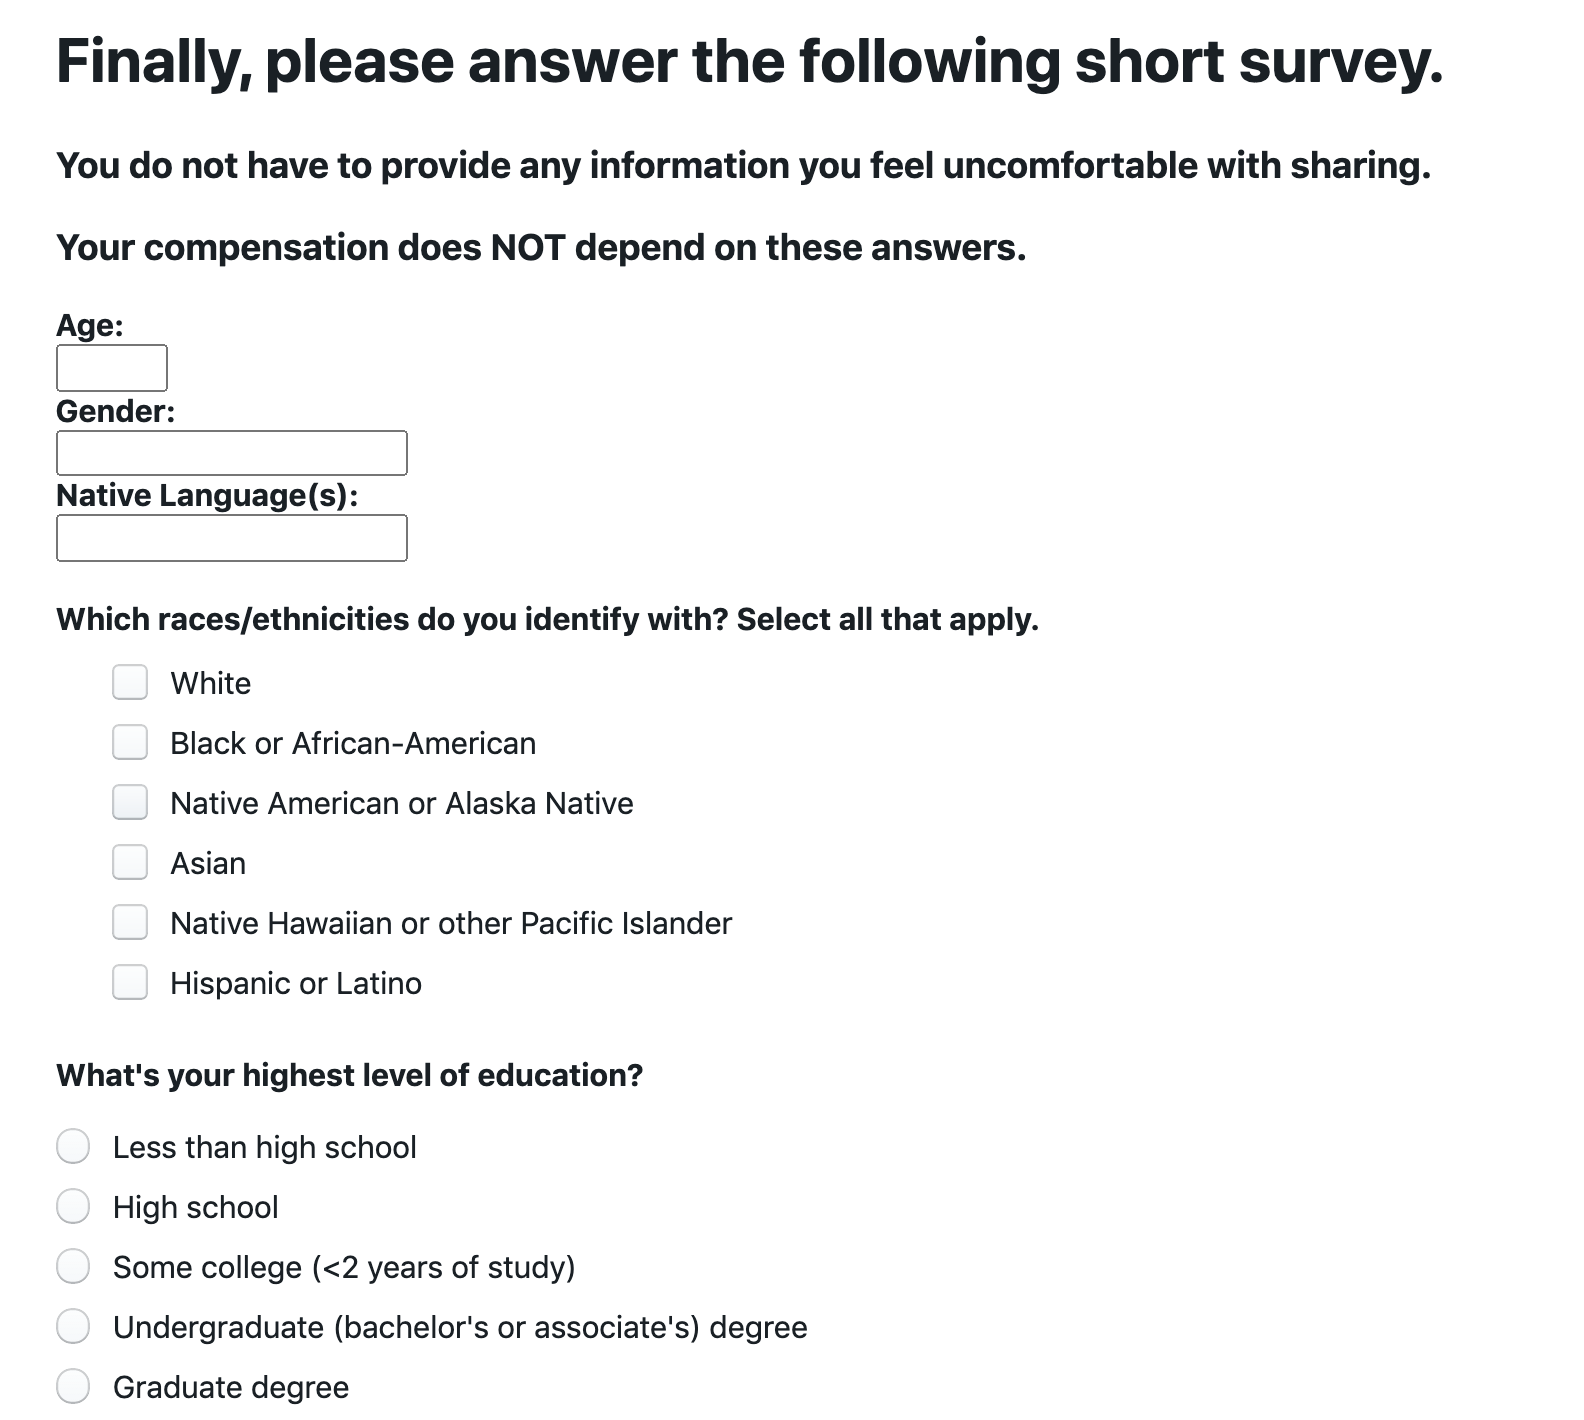 Finally, please answer the following short survey.
You do not have to provide any information you feel uncomfortable with sharing.
Your compensation does NOT depend on these answers.
Age:
Gender:
Native Language(s):
Which races/ethnicities do you identify with? Select all that apply.
White
Black or African-American
Native American or Alaska Native
Asian
Native Hawaiian or other Pacific Islander
Hispanic or Latino
What's your highest level of education?
Less than high school
High school
Some college (<2 years of study)
Undergraduate (bachelor's or associate's) degree
Graduate degree